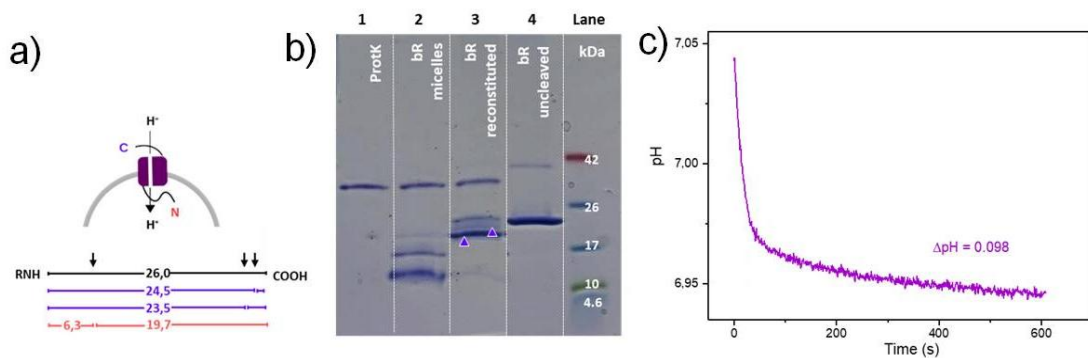 a)
H⁺
C
N
H⁺
RNH 26,0 COOH
24,5
23,5
6,3 19,7
b)
1 2 3 4 Lane
ProtK
bR micelles
bR reconstituted
bR uncleaved
kDa
42
26
17
10
4.6
c)
7.05
7.00
6.95
pH
ΔpH = 0.098
0 200 400 600
Time (s)